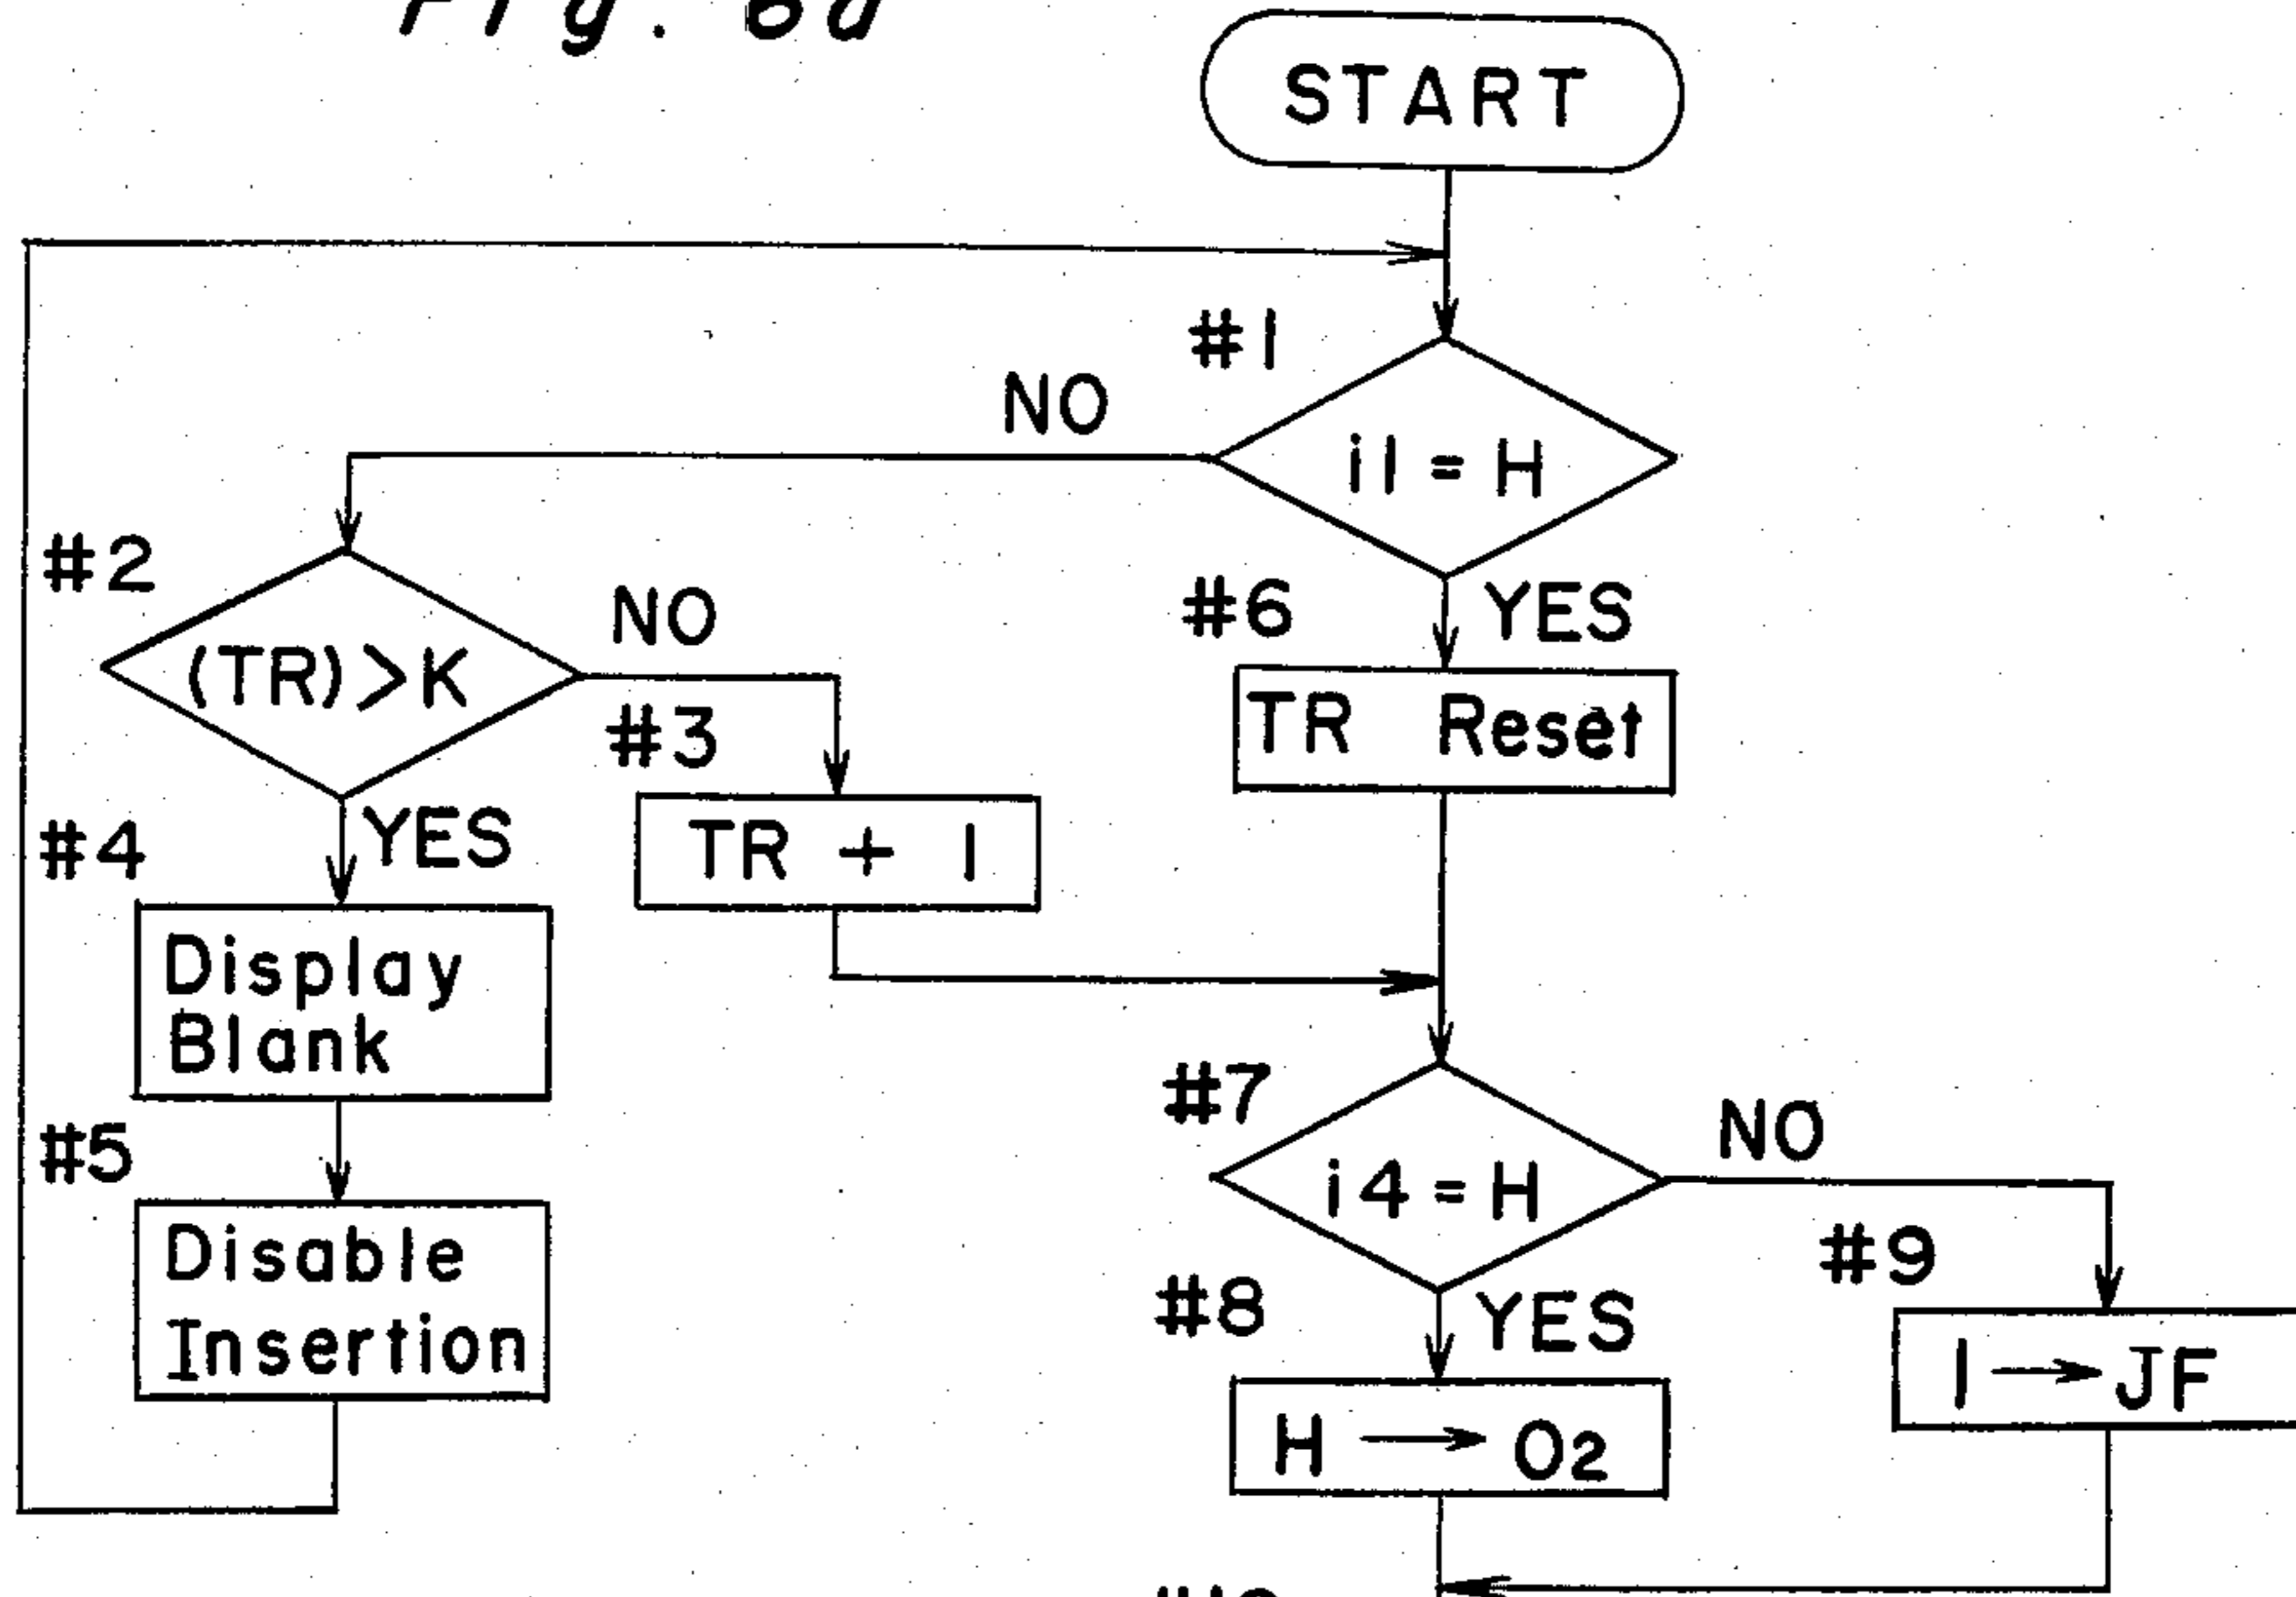 START
#1
NO
i1 = H
#2
NO
#6
YES
(TR) > K
#3
TR Reset
#4
YES
TR + 1
Display
Blank
#7
NO
#5
i4 = H
#9
Disable
Insertion
#8
YES
1 → JF
H → O2